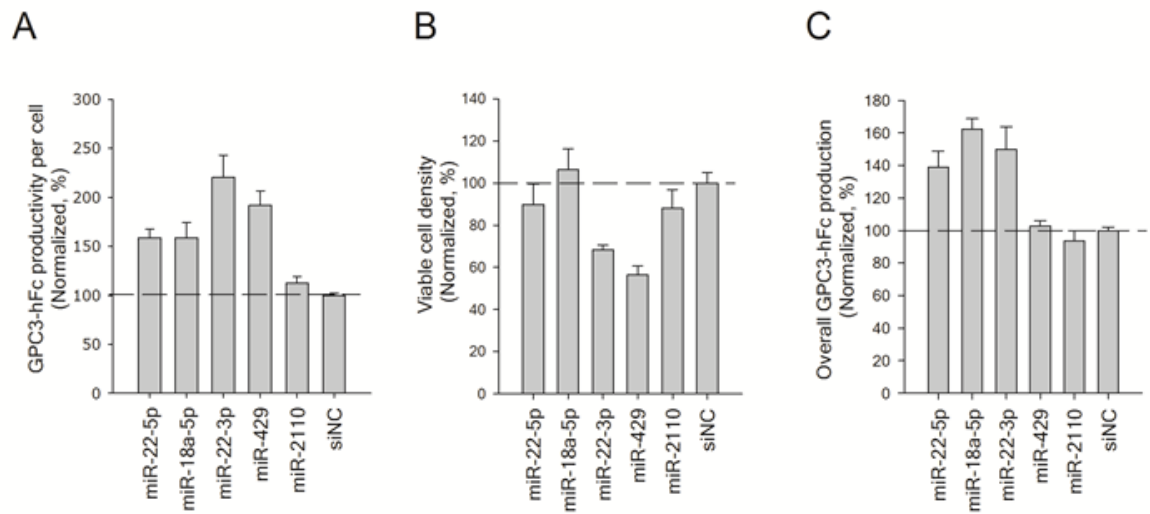 A
B
C
GPC3-hFc productivity per cell
(Normalized, %)
300
250
200
150
100
50
0
miR-22-5p
miR-18a-5p
miR-22-3p
miR-429
miR-2110
siNC
Viable cell density
(Normalized, %)
140
120
100
80
60
40
20
0
miR-22-5p
miR-18a-5p
miR-22-3p
miR-429
miR-2110
siNC
Overall GPC3-hFc production
(Normalized, %)
180
160
140
120
100
80
60
40
20
0
miR-22-5p
miR-18a-5p
miR-22-3p
miR-429
miR-2110
siNC